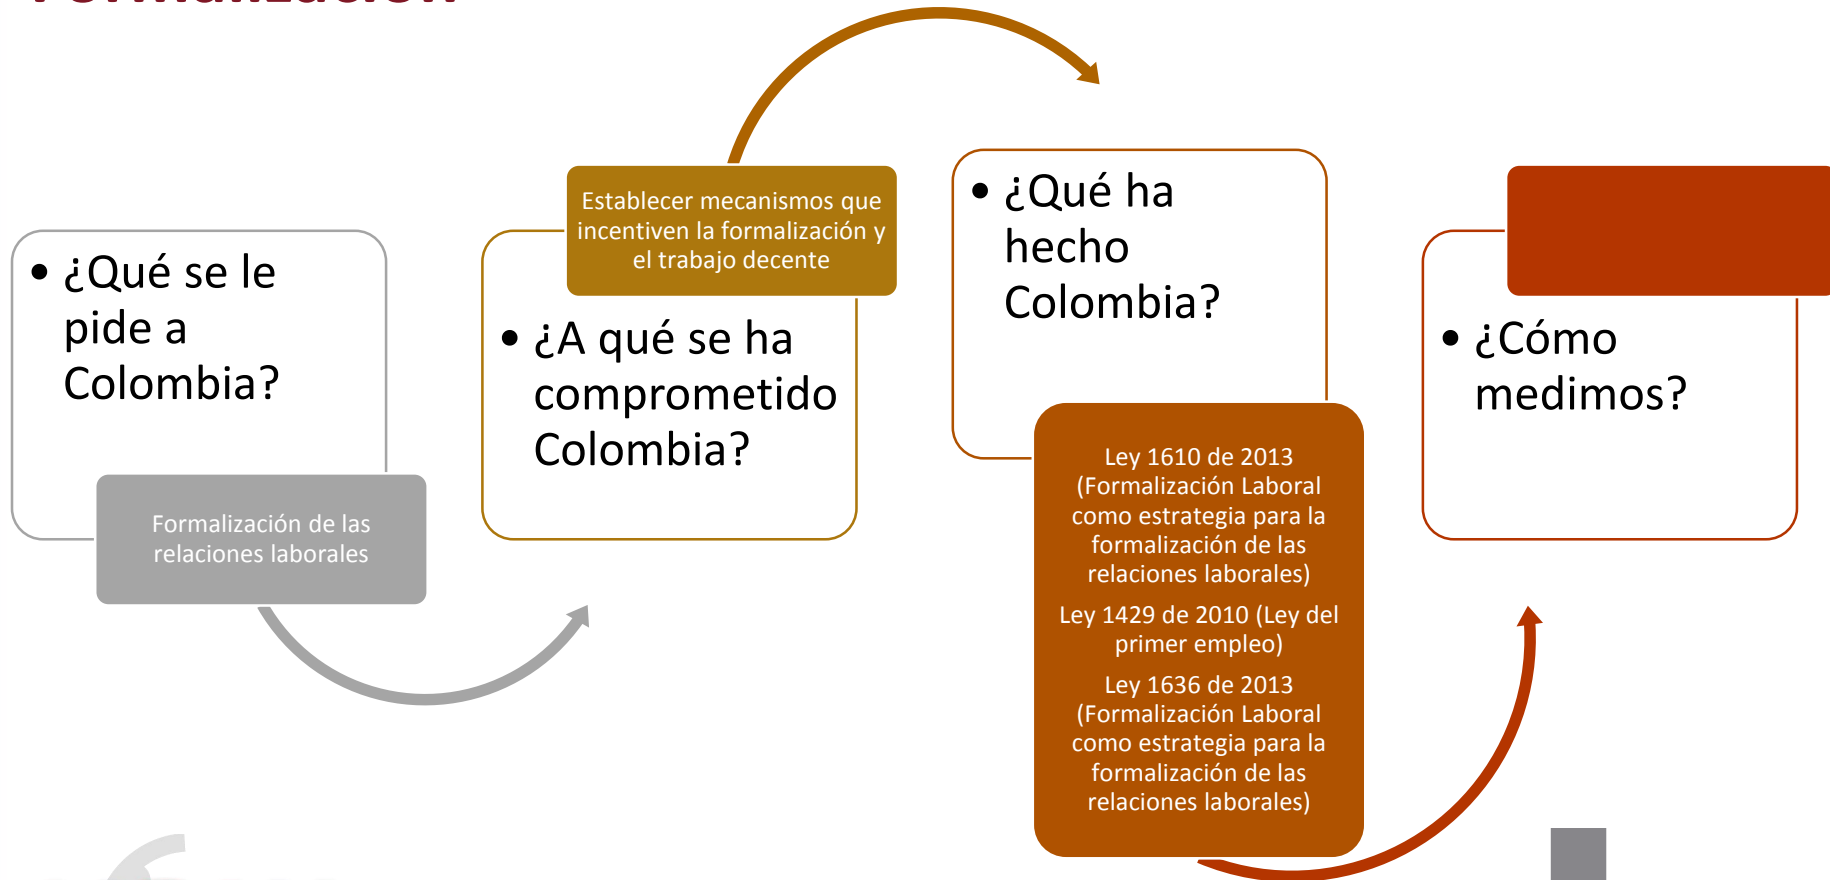 Formalización
• ¿Qué se le
pide a
Colombia?
Formalización de las
relaciones laborales
Establecer mecanismos que
incentiven la formalización y
el trabajo decente
• ¿A qué se ha
comprometido
Colombia?
• ¿Qué ha
hecho
Colombia?
Ley 1610 de 2013
(Formalización Laboral
como estrategia para la
formalización de las
relaciones laborales)
Ley 1429 de 2010 (Ley del
primer empleo)
Ley 1636 de 2013
(Formalización Laboral
como estrategia para la
formalización de las
relaciones laborales)
• ¿Cómo
medimos?